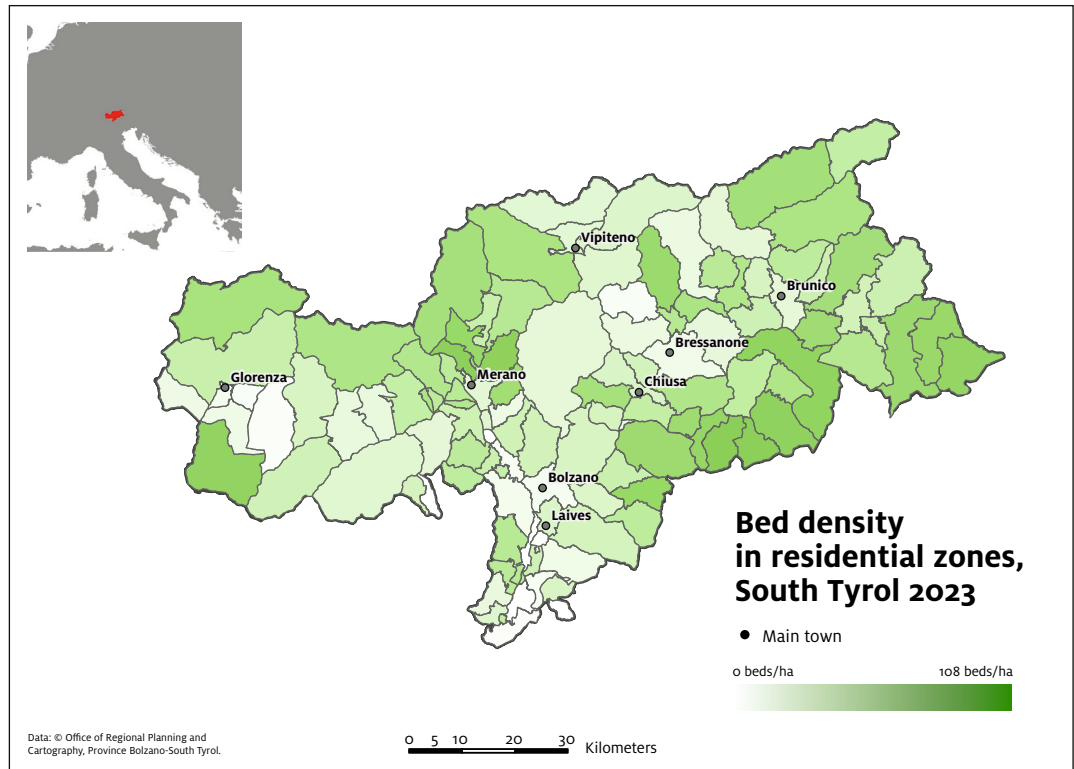 Vipiteno
Brunico
Bressanone
Glorenza
Merano
Chiusa
Bolzano
Laives
Bed density
in residential zones,
South Tyrol 2023
Main town
0 beds/ha 108 beds/ha
Data: © Office of Regional Planning and
Cartography, Province Bolzano-South Tyrol.
0 5 10 20 30 Kilometers